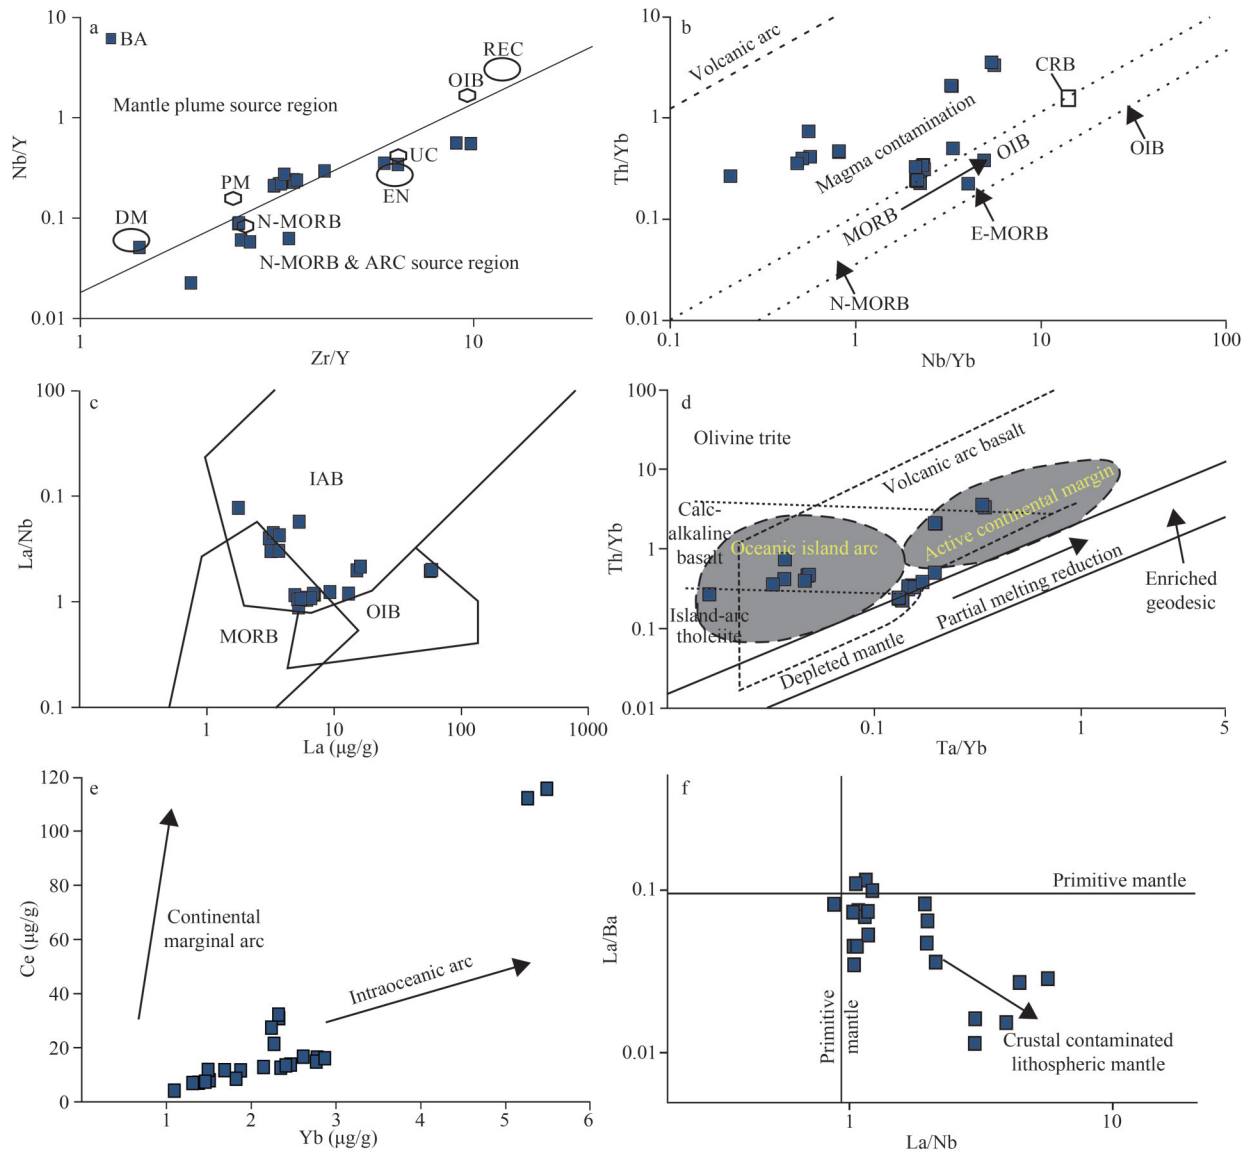 a
BA
10
1
0.1
0.01
Nb/Y
Mantle plume source region
REC
OIB
UC
EN
PM
DM
N-MORB
N-MORB & ARC source region
1
10
Zr/Y
b
10
1
0.1
0.01
Th/Yb
Volcanic arc
CRB
Magma contamination
OIB
OIB
MORB
E-MORB
N-MORB
0.1
1
10
100
Nb/Yb
c
100
0.1
1
0.1
La/Nb
IAB
OIB
MORB
1
10
100
1000
La (μg/g)
d
100
10
1
0.1
0.01
Th/Yb
Olivine trite
Volcanic arc basalt
Calc-
alkaline
basalt
Oceanic island arc
Active continental margin
Island-arc
tholeiite
Partial melting reduction
Depleted mantle
Enriched
geodesic
0.1
1
5
Ta/Yb
e
120
100
80
60
40
20
0
Ce (μg/g)
Continental
marginal arc
Intraoceanic arc
1
2
3
4
5
6
Yb (μg/g)
f
0.1
0.01
La/Ba
Primitive mantle
Primitive
mantle
Crustal contaminated
lithospheric mantle
1
10
La/Nb